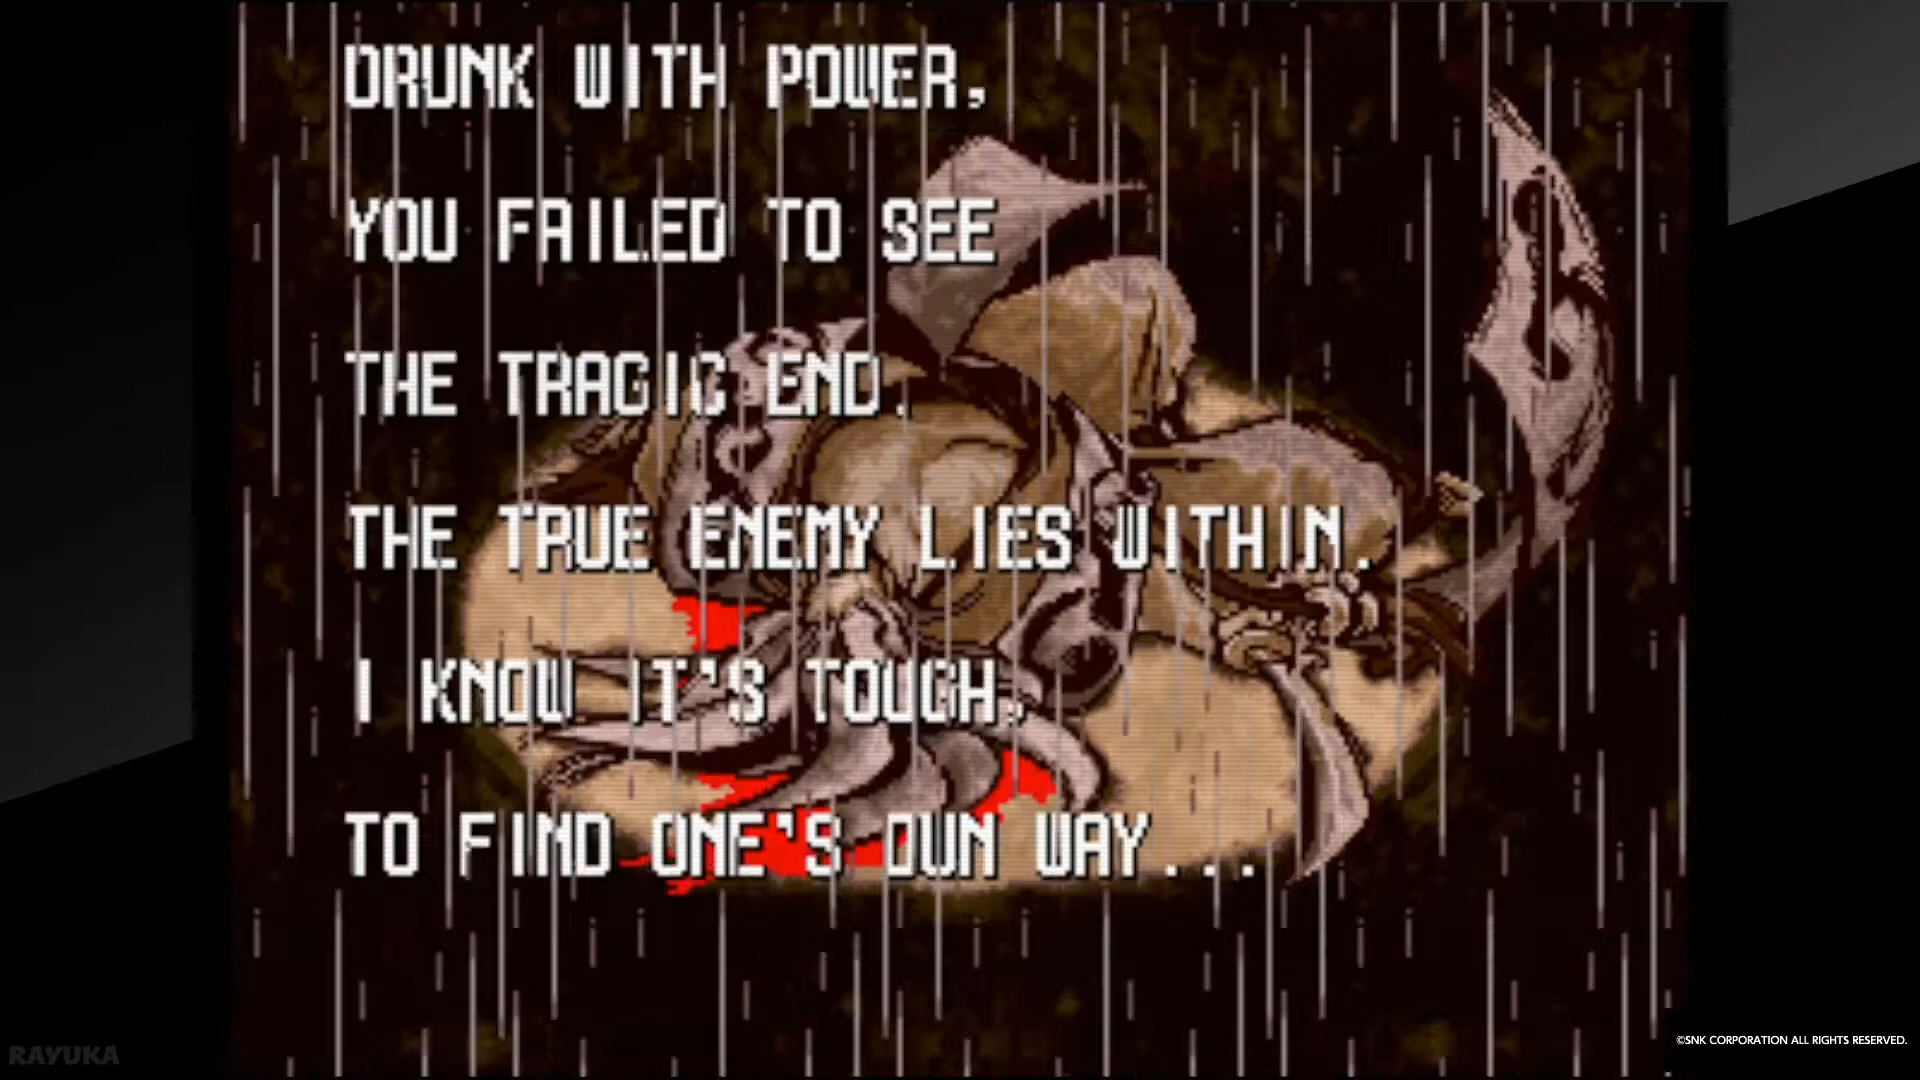 DRUNK WITH POWER,
YOU FAILED TO SEE
THE TRAGIC END.
THE TRUE ENEMY LIES WITHIN.
I KNOW IT'S TOUGH,
TO FIND ONE'S OWN WAY...
RAYUKA
©SNK CORPORATION ALL RIGHTS RESERVED.